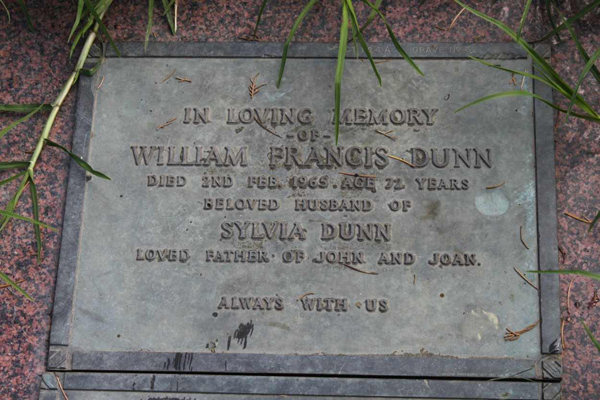 IN LOVING MEMORY
-OF-
WILLIAM FRANCIS DUNN
DIED 2ND FEB. 1965. AGE 72 YEARS
BELOVED HUSBAND OF
SYLVIA DUNN
LOVED FATHER OF JOHN AND JOAN.
ALWAYS WITH US